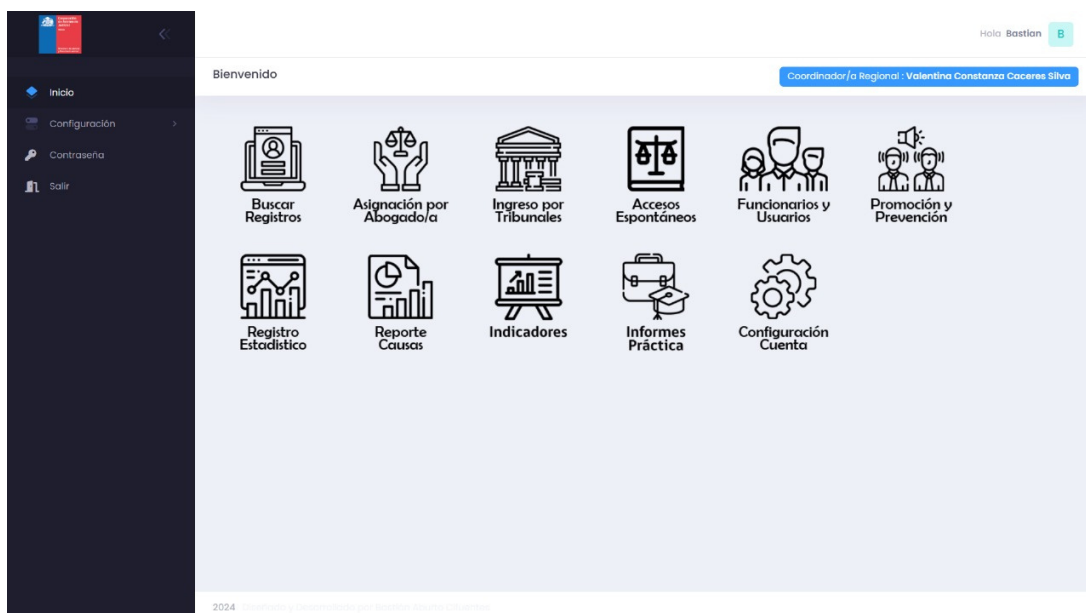 Hola Bastian B
Bienvenido
Coordinador/a Regional : Valentina Constanza Caceres Silva
Inicio
Configuración
Contraseña
Salir
Buscar
Registros
Asignación por
Abogado/a
Ingreso por
Tribunales
Accesos
Espontáneos
Funcionarios y
Usuarios
Promoción y
Prevención
Registro
Estadistico
Reporte
Causas
Indicadores
Informes
Práctica
Configuración
Cuenta
2024